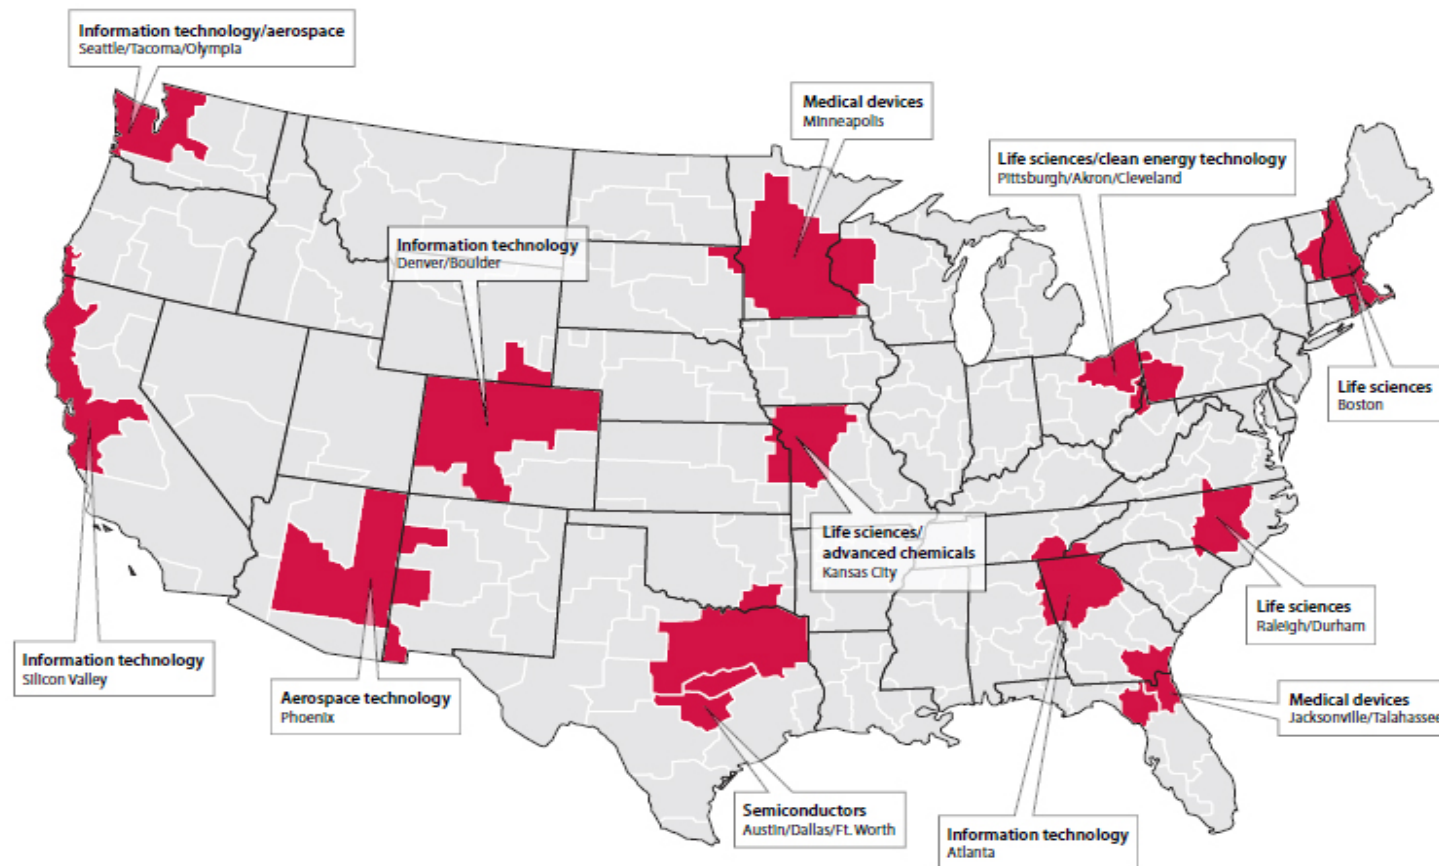 Information technology/aerospace
Seattle/Tacoma/Olympia
Medical devices
Minneapolis
Life sciences/clean energy technology
Pittsburgh/Akron/Cleveland
Information technology
Denver/Boulder
Life sciences
Boston
Life sciences/
advanced chemicals
Kansas City
Life sciences
Raleigh/Durham
Information technology
Silicon Valley
Aerospace technology
Phoenix
Medical devices
Jacksonville/Talahassee
Semiconductors
Austin/Dallas/Ft. Worth
Information technology
Atlanta